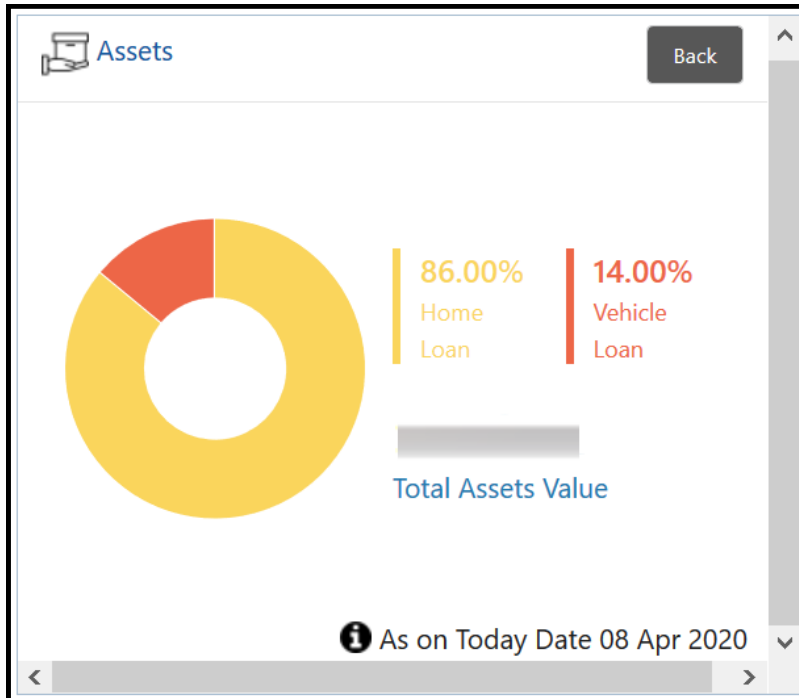 Assets
Back
86.00%
Home
Loan
14.00%
Vehicle
Loan
Total Assets Value
As on Today Date 08 Apr 2020